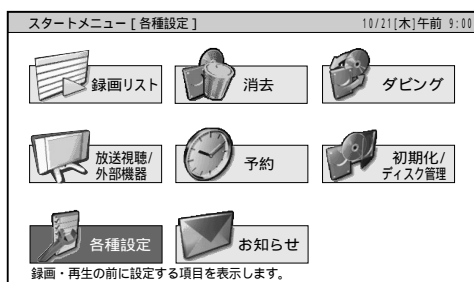 スタートメニュー [ 各種設定 ] 10/21[木]午前 9:00
録画リスト 消去 ダビング
放送視聴/
外部機器
予約
初期化/
ディスク管理
各種設定 お知らせ
録画・再生の前に設定する項目を表示します。